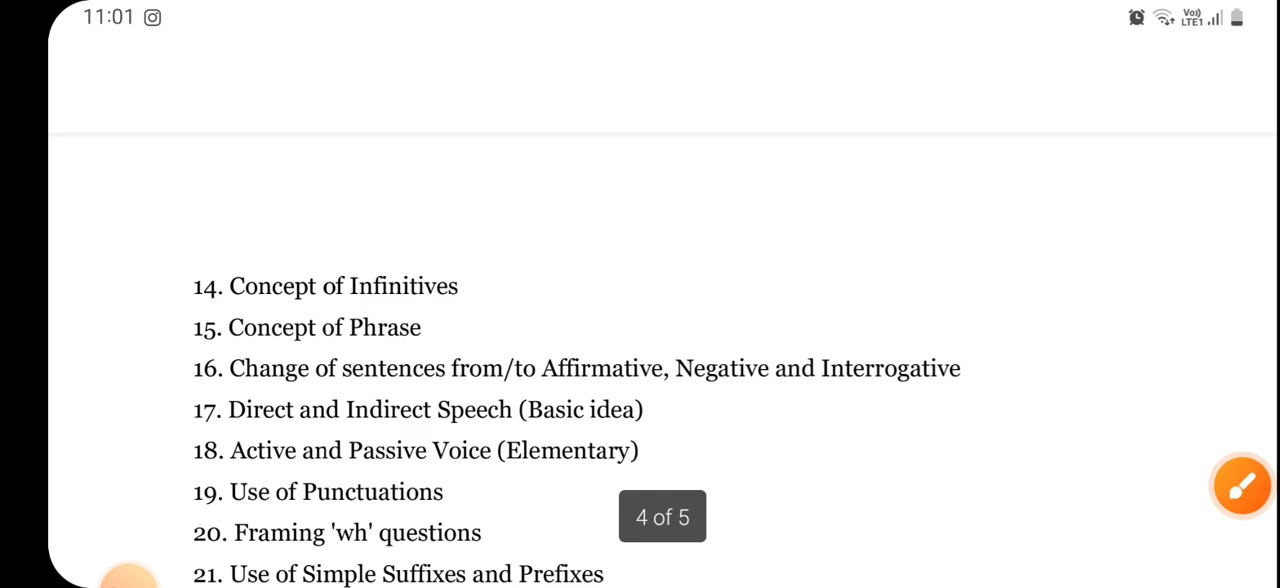 11:01
Vo))
LTE1
14. Concept of Infinitives
15. Concept of Phrase
16. Change of sentences from/to Affirmative, Negative and Interrogative
17. Direct and Indirect Speech (Basic idea)
18. Active and Passive Voice (Elementary)
19. Use of Punctuations
4 of 5
20. Framing 'wh' questions
21. Use of Simple Suffixes and Prefixes